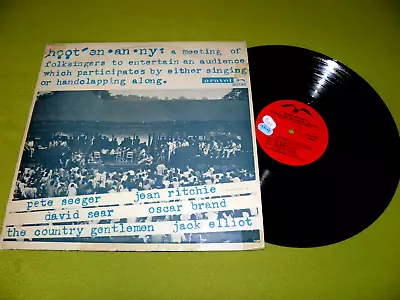 hoot•en•an•ny: a meeting of
folksingers to entertain an audience
which participates by either singing
or handclapping along.
aravel
pete seeger jean ritchie
david sear oscar brand
the country gentlemen jack elliot